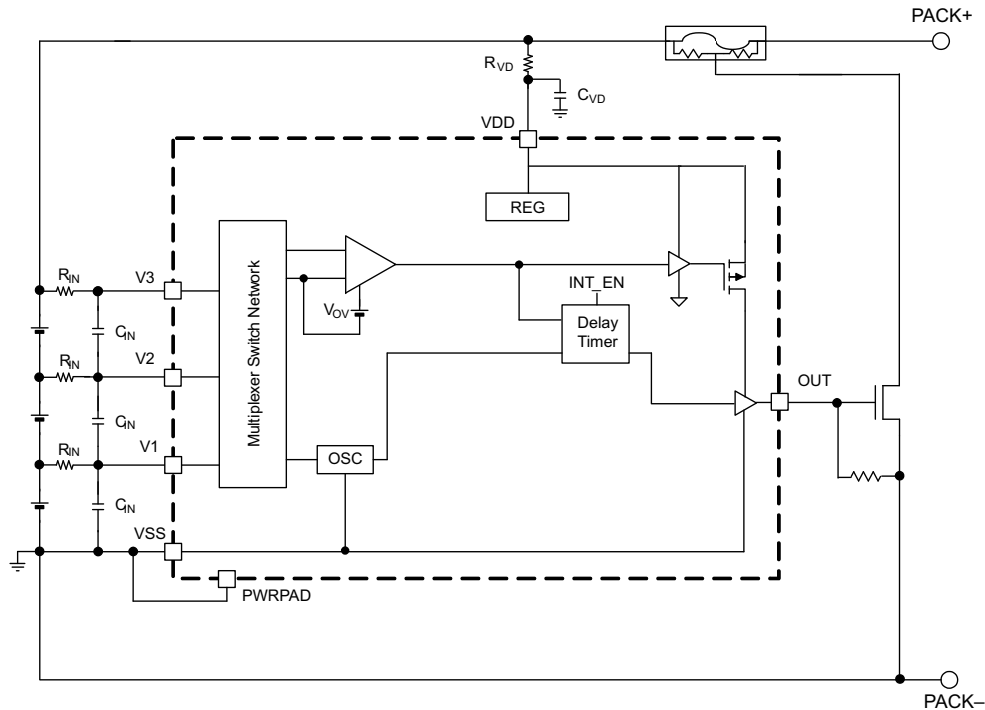 PACK+
RVD
CVD
VDD
REG
RIN
V3
Multiplexer Switch Network
VOV
INT_EN
Delay
Timer
CIN
RIN
V2
OUT
CIN
RIN
V1
OSC
CIN
VSS
PWRPAD
PACK–